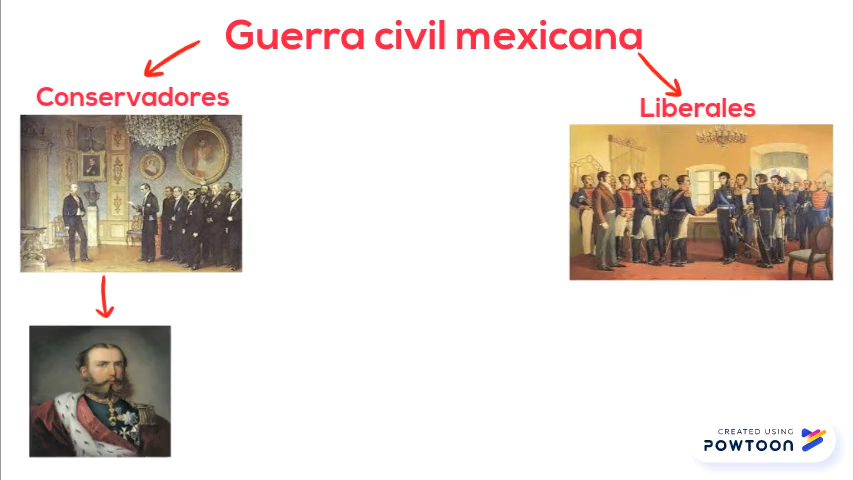 Guerra civil mexicana
Conservadores
Liberales
CREATED USING
POWTOON